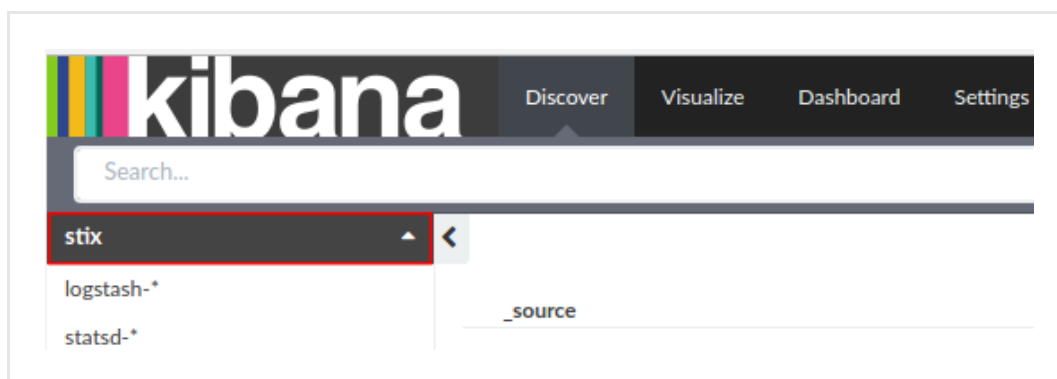 kibana Discover Visualize Dashboard Settings
Search...
stix
logstash-*
_source
statsd-*